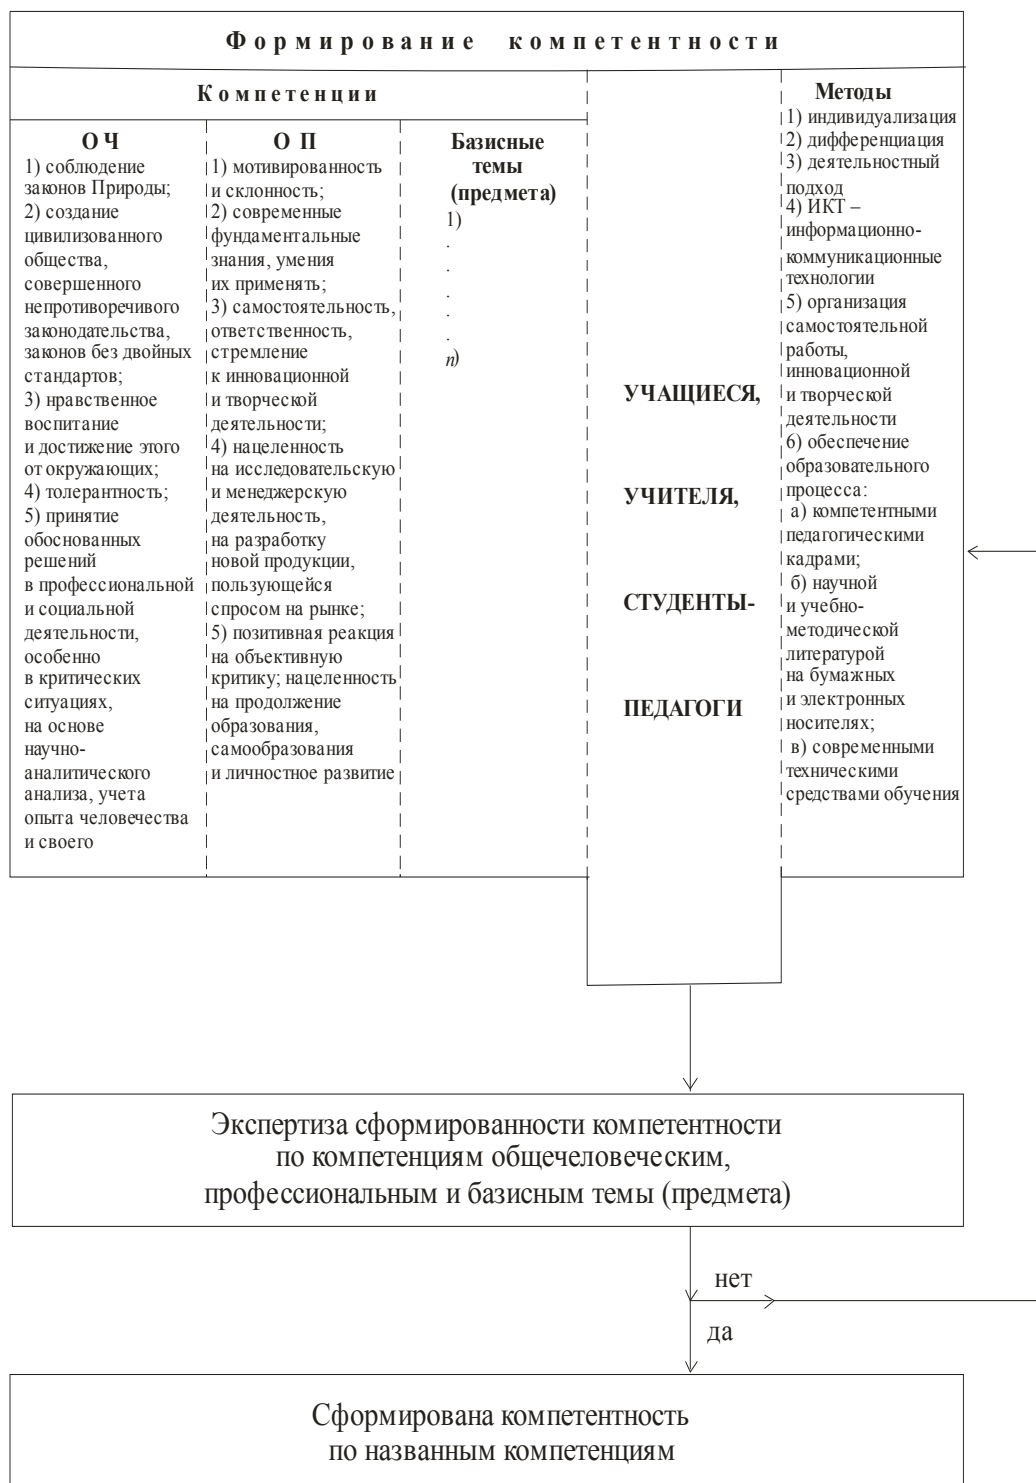 Формирование компетентности
Компетенции
ОЧ
1) соблюдение
законов Природы;
2) создание
цивилизованного
общества,
совершенного
непротиворечивого
законодательства,
законов без двойных
стандартов;
3) нравственное
воспитание
и достижение этого
от окружающих;
4) толерантность;
5) принятие
обоснованных
решений
в профессиональной
и социальной
деятельности,
особенно
в критических
ситуациях,
на основе
научно-
аналитического
анализа, учета
опыта человечества
и своего
ОП
1) мотивированность
и склонность;
2) современные
фундаментальные
знания, умения
их применять;
3) самостоятельность,
ответственность,
стремление
к инновационной
и творческой
деятельности;
4) нацеленность
на исследовательскую
и менеджерскую
деятельность,
на разработку
новой продукции,
пользующейся
спросом на рынке;
5) позитивная реакция
на объективную
критику; нацеленность
на продолжение
образования,
самообразования
и личностное развитие
Базисные
темы
(предмета)
1)
.
.
.
.
.
n)
УЧАЩИЕСЯ,
УЧИТЕЛЯ,
СТУДЕНТЫ-
ПЕДАГОГИ
Методы
1) индивидуализация
2) дифференциация
3) деятельностный
подход
4) ИКТ –
информационно-
коммуникационные
технологии
5) организация
самостоятельной
работы,
инновационной
и творческой
деятельности
6) обеспечение
образовательного
процесса:
а) компетентными
педагогическими
кадрами;
б) научной
и учебно-
методической
литературой
на бумажных
и электронных
носителях;
в) современными
техническими
средствами обучения
Экспертиза сформированности компетентности
по компетенциям общечеловеческим,
профессиональным и базисным темы (предмета)
нет
да
Сформирована компетентность
по названным компетенциям